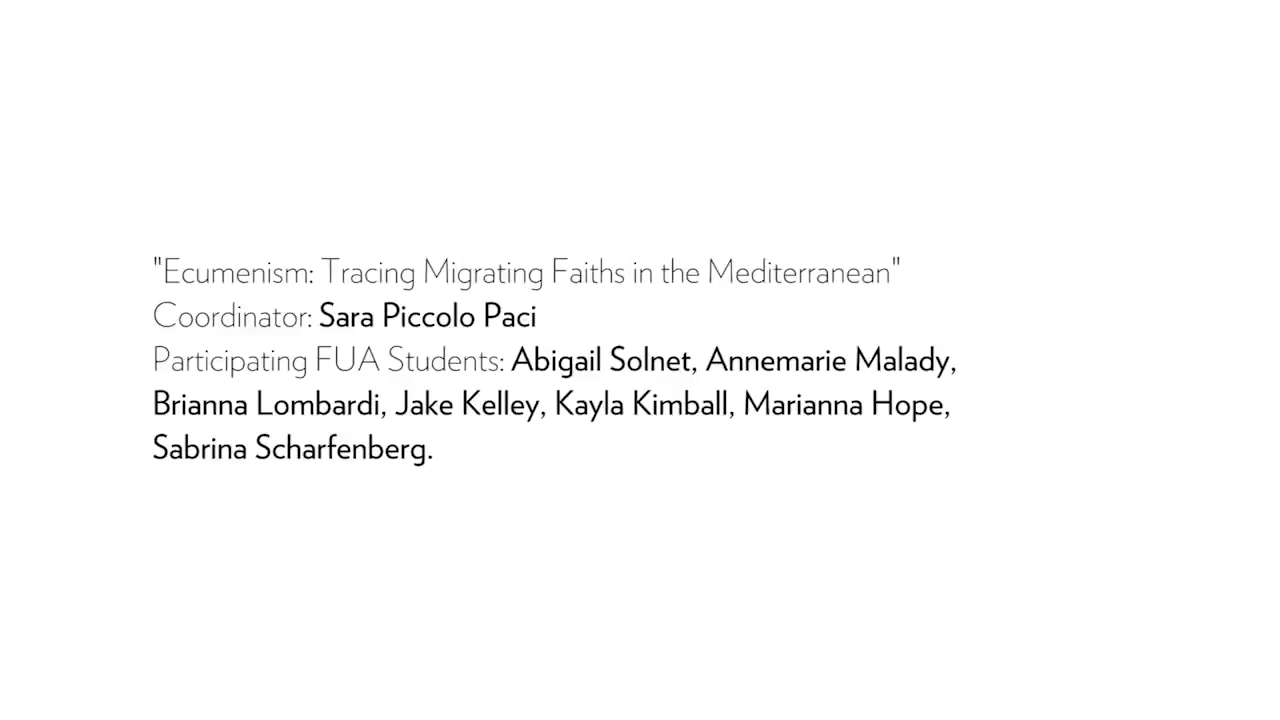 "Ecumenism: Tracing Migrating Faiths in the Mediterranean"
Coordinator: Sara Piccolo Paci
Participating FUA Students: Abigail Solnet, Annemarie Malady,
Brianna Lombardi, Jake Kelley, Kayla Kimball, Marianna Hope,
Sabrina Scharfenberg.